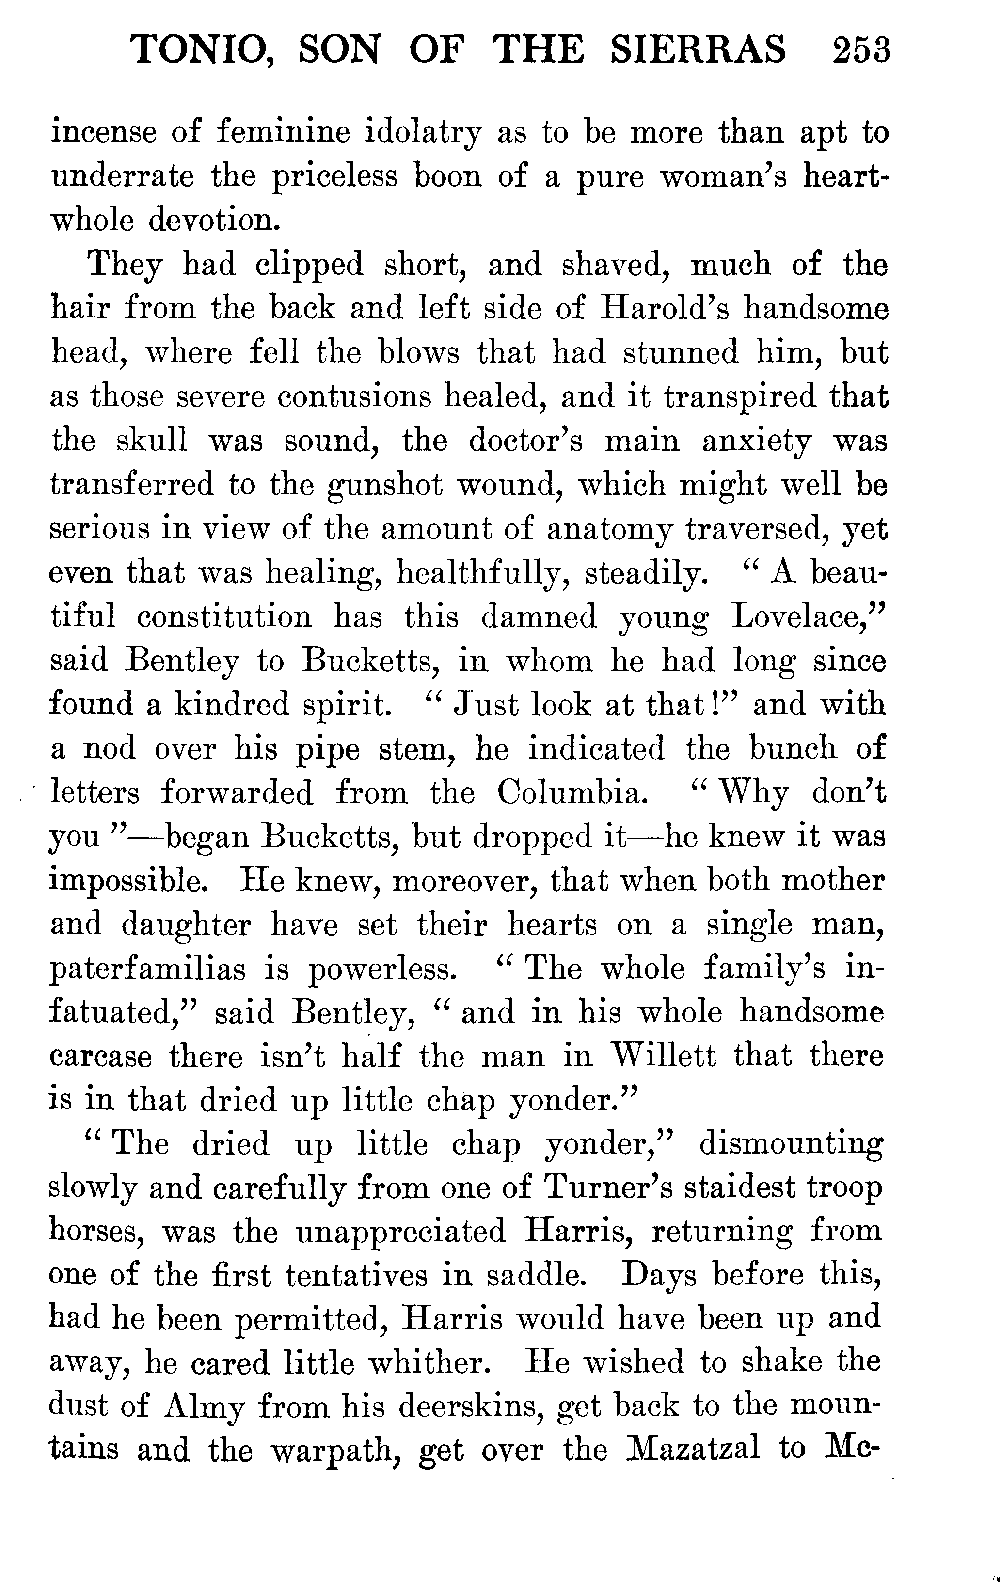 TONIO, SON OF THE SIERRAS 253
incense of feminine idolatry as to be more than apt to
underrate the priceless boon of a pure woman's heart-
whole devotion.
They had clipped short, and shaved, much of the
hair from the back and left side of Harold's handsome
head, where fell the blows that had stunned him, but
as those severe contusions healed, and it transpired that
the skull was sound, the doctor's main anxiety was
transferred to the gunshot wound, which might well be
serious in view of the amount of anatomy traversed, yet
even that was healing, healthfully, steadily. “ A beau-
tiful constitution has this damned young Lovelace,”
said Bentley to Bucketts, in whom he had long since
found a kindred spirit. “ Just look at that !” and with
a nod over his pipe stem, he indicated the bunch of
letters forwarded from the Columbia. “ Why don't
you ”—began Bucketts, but dropped it—he knew it was
impossible. He knew, moreover, that when both mother
and daughter have set their hearts on a single man,
paterfamilias is powerless. “ The whole family's in-
fatuated,” said Bentley, “ and in his whole handsome
carcase there isn't half the man in Willett that there
is in that dried up little chap yonder.”
“ The dried up little chap yonder,” dismounting
slowly and carefully from one of Turner's staidest troop
horses, was the unappreciated Harris, returning from
one of the first tentatives in saddle. Days before this,
had he been permitted, Harris would have been up and
away, he cared little whither. He wished to shake the
dust of Almy from his deerskins, get back to the moun-
tains and the warpath, get over the Mazatzal to Mc-